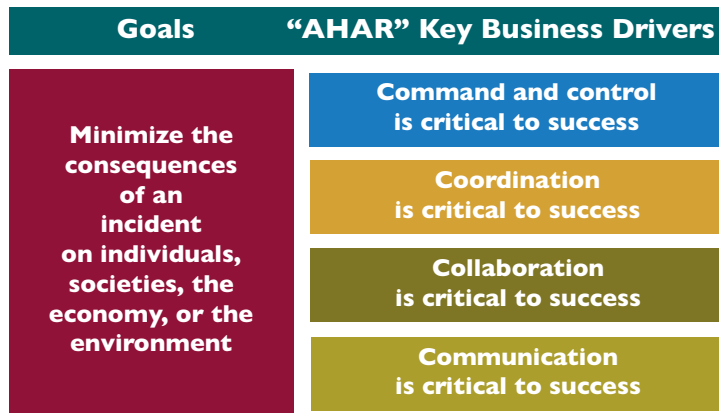 Goals
“AHAR” Key Business Drivers
Minimize the
consequences
of an
incident
on individuals,
societies, the
economy, or the
environment
Command and control
is critical to success
Coordination
is critical to success
Collaboration
is critical to success
Communication
is critical to success